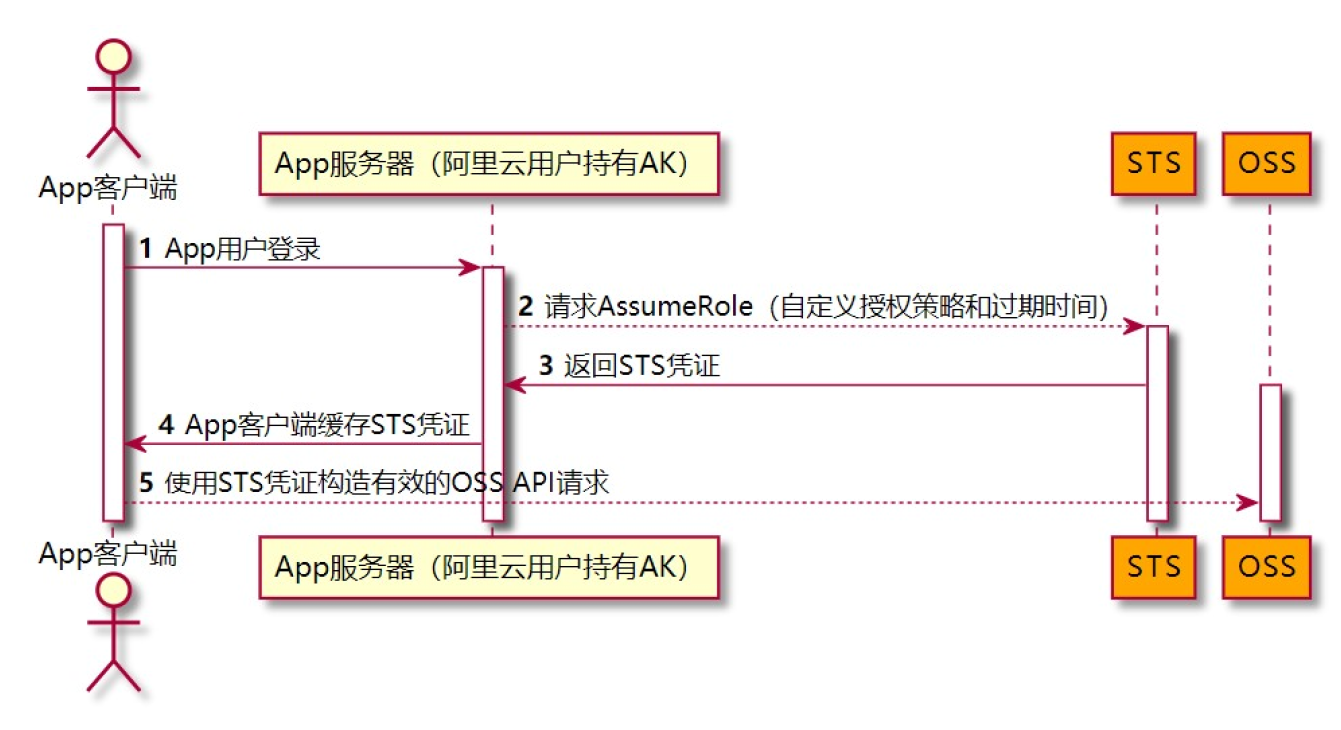 App客户端
App服务器（阿里云用户持有AK）
STS
OSS
1 App用户登录
2 请求AssumeRole（自定义授权策略和过期时间）
3 返回STS凭证
4 App客户端缓存STS凭证
5 使用STS凭证构造有效的OSS API请求
App客户端
App服务器（阿里云用户持有AK）
STS
OSS